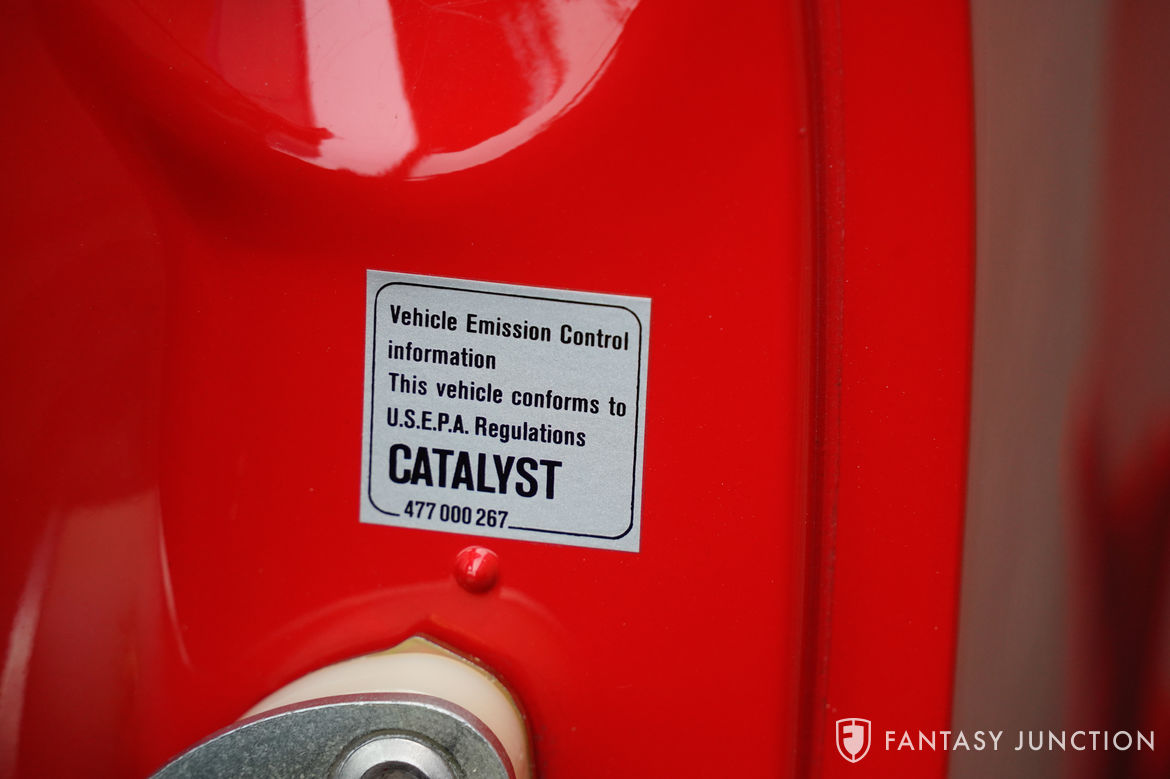 Vehicle Emission Control
information
This vehicle conforms to
U.S.E.P.A. Regulations
CATALYST
477 000 267
FANTASY JUNCTION